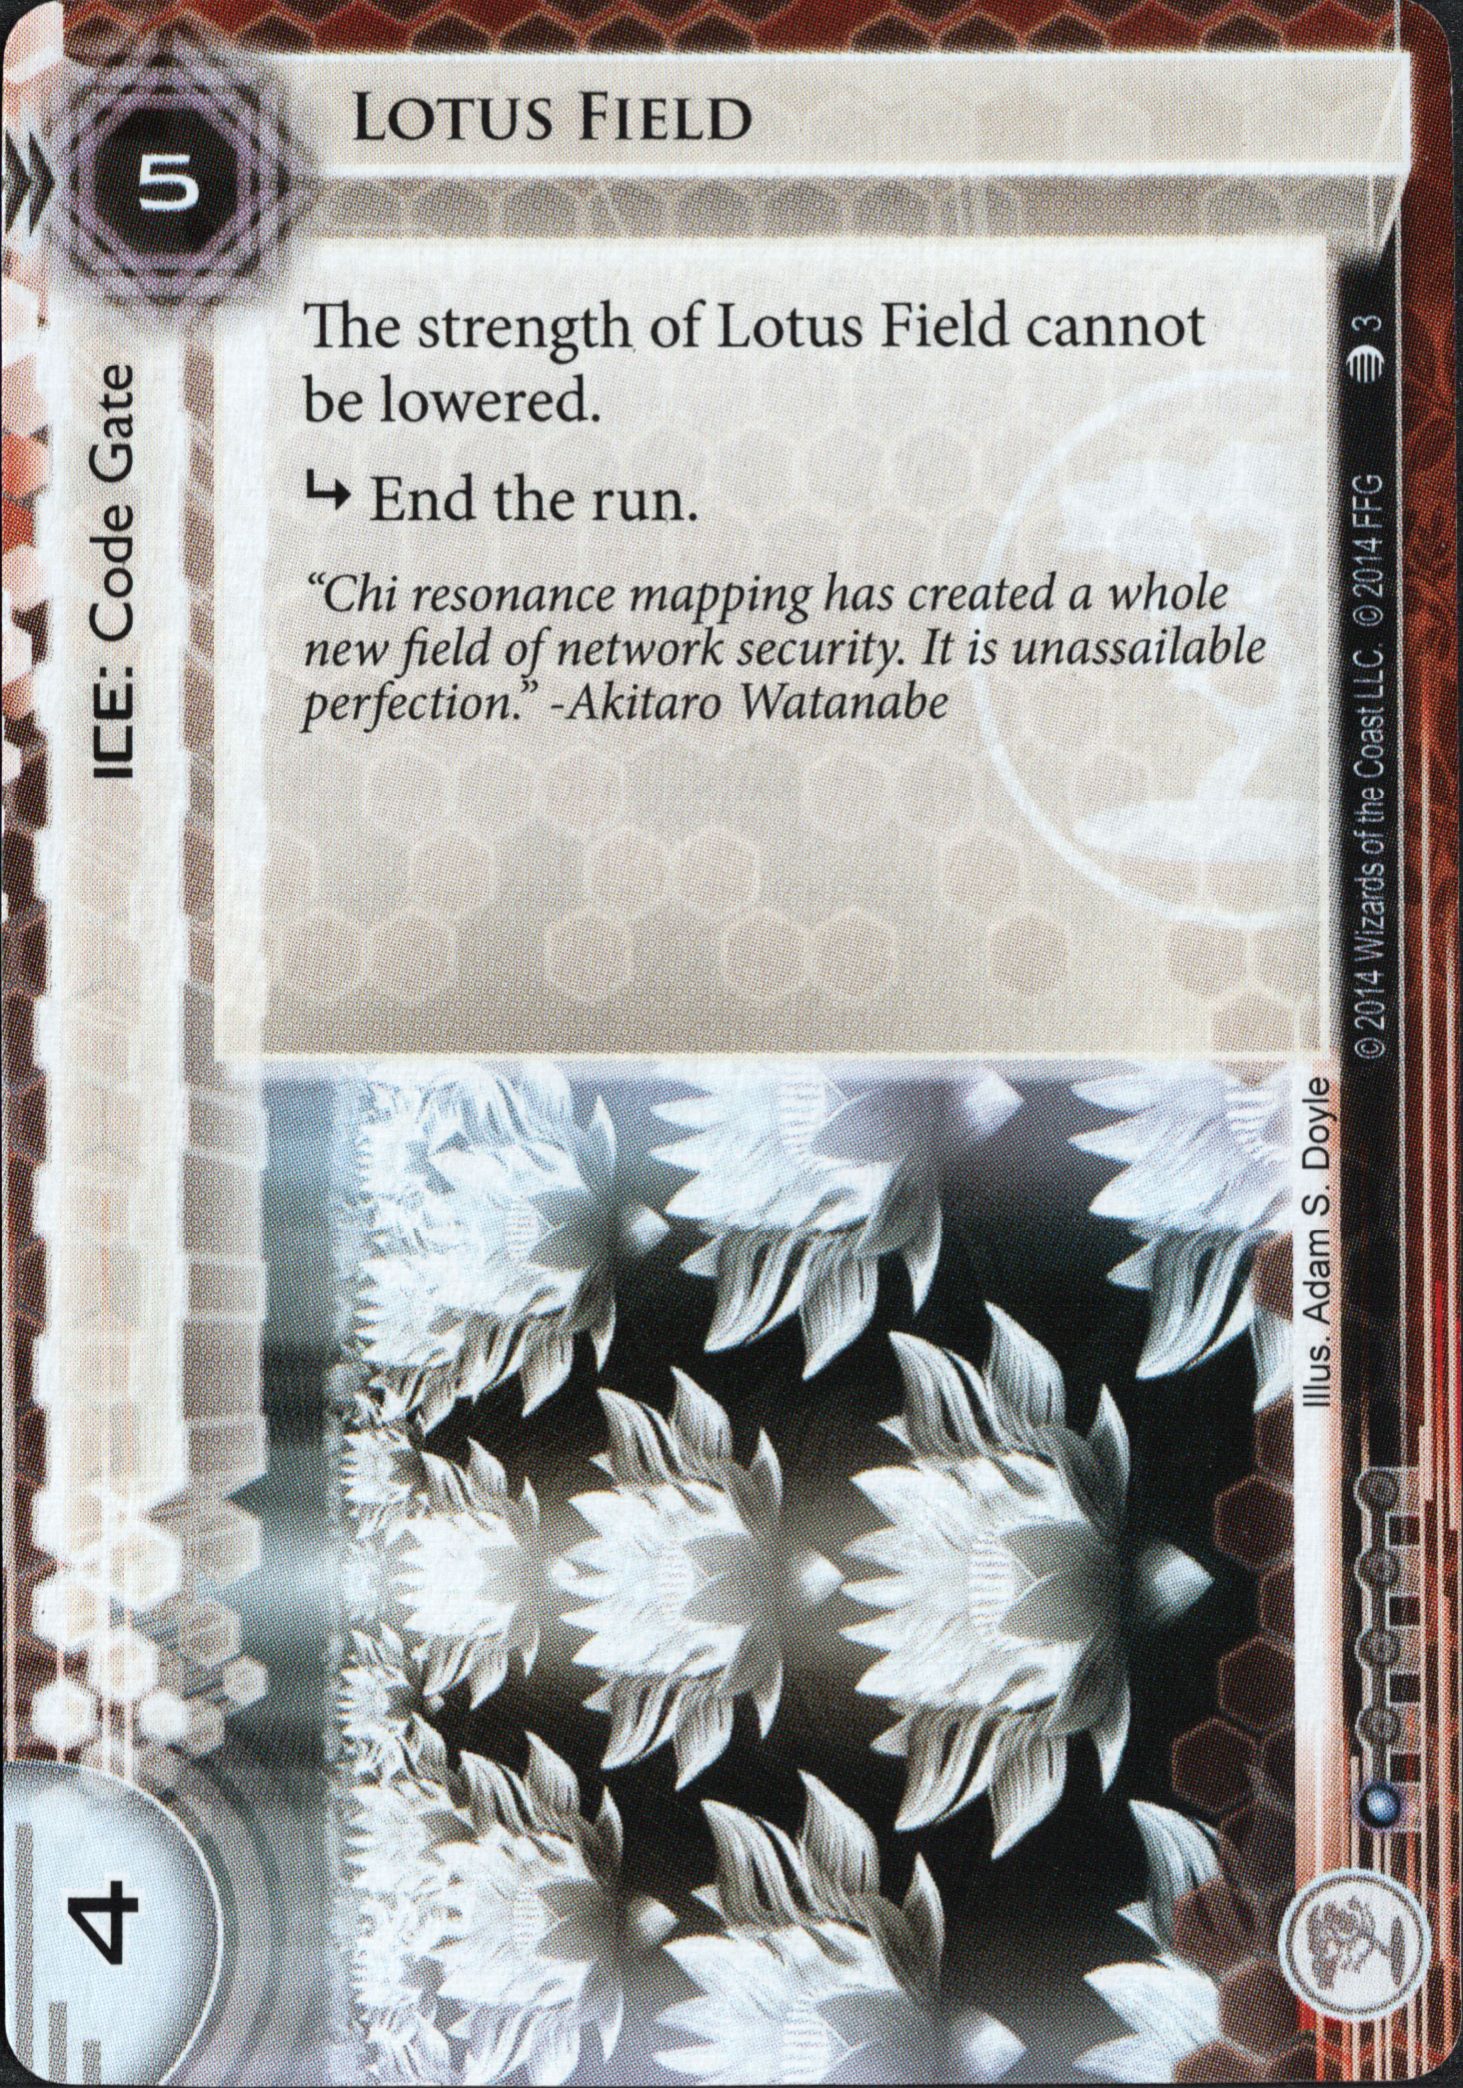 5
LOTUS FIELD
ICE: Code Gate
The strength of Lotus Field cannot
be lowered.
End the run.
“Chi resonance mapping has created a whole
new field of network security. It is unassailable
perfection.” -Akitaro Watanabe
4
Illus. Adam S. Doyle
© 2014 Wizards of the Coast LLC. © 2014 FFG
3